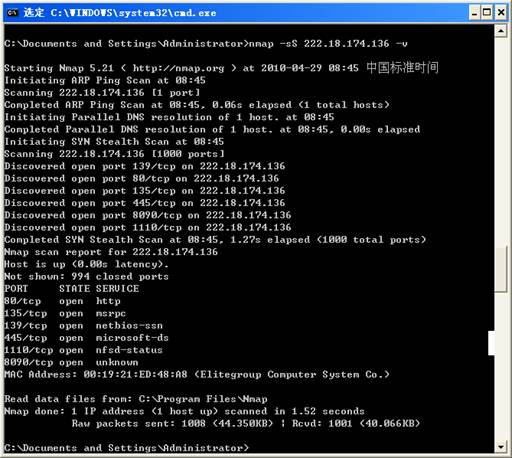 选定 C:\WINDOWS\system32\cmd.exe
C:\Documents and Settings\Administrator>nmap -sS 222.18.174.136 -v
Starting Nmap 5.21 ( http://nmap.org ) at 2010-04-29 08:45 中国标准时间
Initiating ARP Ping Scan at 08:45
Scanning 222.18.174.136 [1 port]
Completed ARP Ping Scan at 08:45, 0.06s elapsed (1 total hosts)
Initiating Parallel DNS resolution of 1 host. at 08:45
Completed Parallel DNS resolution of 1 host. at 08:45, 0.00s elapsed
Initiating SYN Stealth Scan at 08:45
Scanning 222.18.174.136 [1000 ports]
Discovered open port 139/tcp on 222.18.174.136
Discovered open port 80/tcp on 222.18.174.136
Discovered open port 135/tcp on 222.18.174.136
Discovered open port 445/tcp on 222.18.174.136
Discovered open port 8090/tcp on 222.18.174.136
Discovered open port 1110/tcp on 222.18.174.136
Completed SYN Stealth Scan at 08:45, 1.27s elapsed (1000 total ports)
Nmap scan report for 222.18.174.136
Host is up (0.00s latency).
Not shown: 994 closed ports
PORT     STATE SERVICE
80/tcp   open  http
135/tcp  open  msrpc
139/tcp  open  netbios-ssn
445/tcp  open  microsoft-ds
1110/tcp open  nfsd-status
8090/tcp open  unknown
MAC Address: 00:19:21:ED:48:A8 (Elitegroup Computer System Co.)
Read data files from: C:\Program Files\Nmap
Nmap done: 1 IP address (1 host up) scanned in 1.52 seconds
Raw packets sent: 1008 (44.350KB) | Rcvd: 1001 (40.066KB)
C:\Documents and Settings\Administrator>